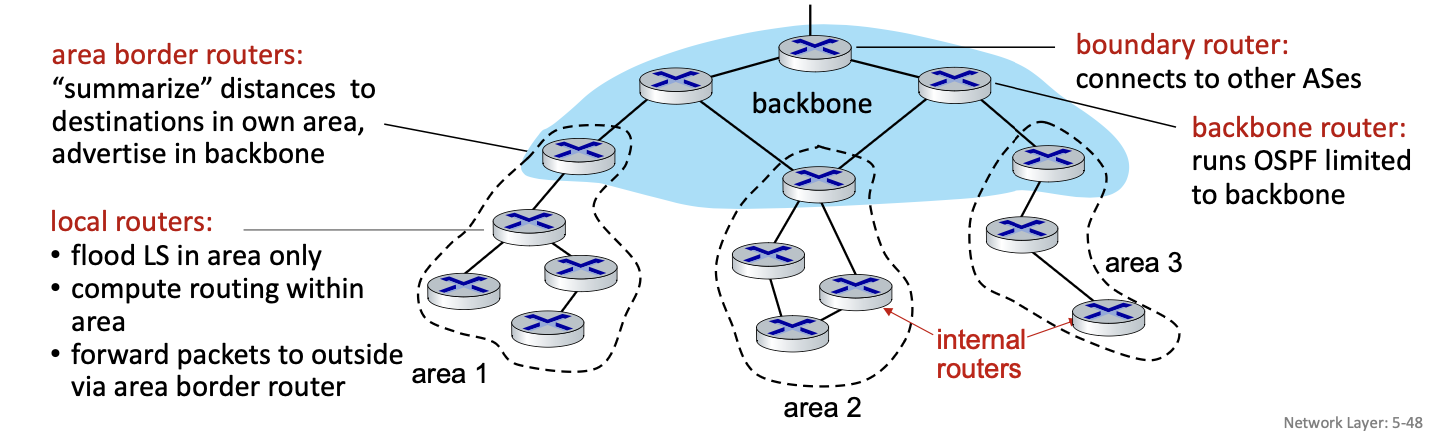 area border routers:
“summarize” distances to
destinations in own area,
advertise in backbone
local routers:
• flood LS in area only
• compute routing within
area
• forward packets to outside
via area border router
backbone
boundary router:
connects to other ASes
backbone router:
runs OSPF limited
to backbone
area 3
internal
routers
area 1
area 2
Network Layer: 5-48